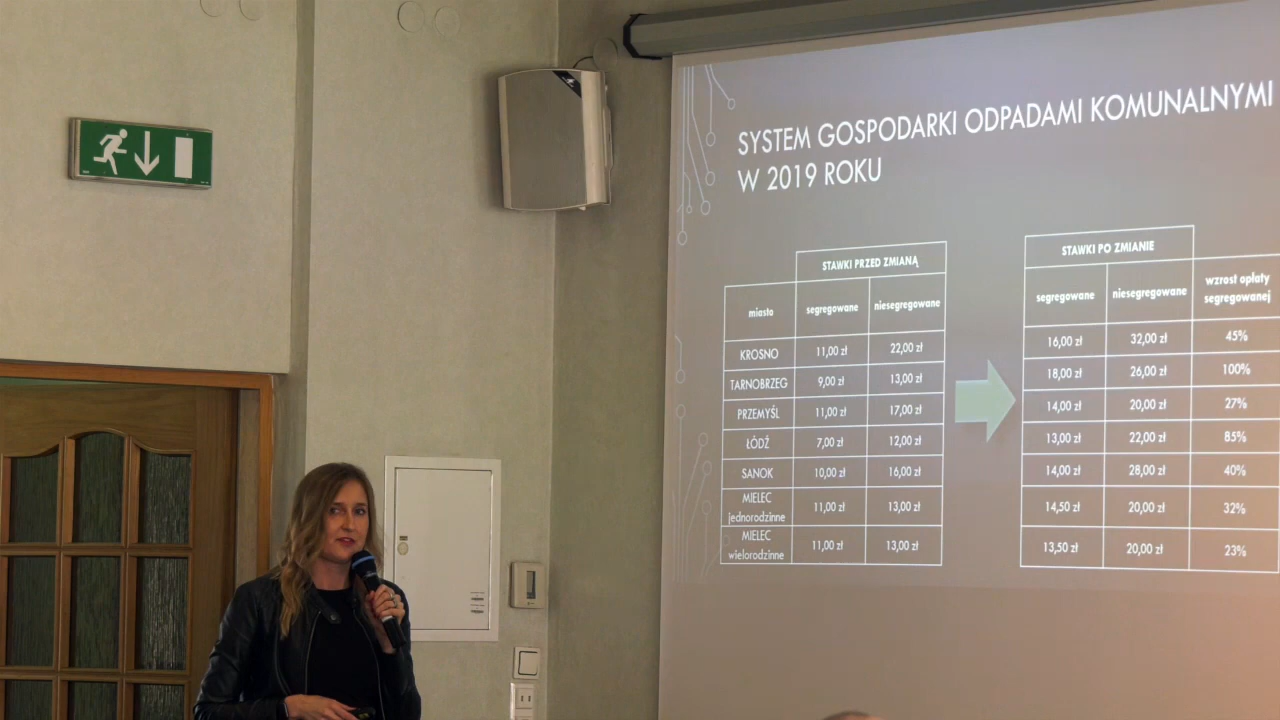 SYSTEM GOSPODARKI ODPADAMI KOMUNALNYMI
W 2019 ROKU
STAWKI PRZED ZMIANĄ
miasto segregowane niesegregowane
KROSNO 11,00 zł 22,00 zł
TARNOBRZEG 9,00 zł 13,00 zł
PRZEMYŚL 11,00 zł 17,00 zł
ŁÓDŹ 7,00 zł 12,00 zł
SANOK 10,00 zł 16,00 zł
MIELEC
jednorodzinne 11,00 zł 13,00 zł
MIELEC
wielorodzinne 11,00 zł 13,00 zł
STAWKI PO ZMIANIE
segregowane niesegregowane wzrost opłaty
segregowanej
16,00 zł 32,00 zł 45%
18,00 zł 26,00 zł 100%
14,00 zł 20,00 zł 27%
13,00 zł 22,00 zł 85%
14,00 zł 28,00 zł 40%
14,50 zł 20,00 zł 32%
13,50 zł 20,00 zł 23%